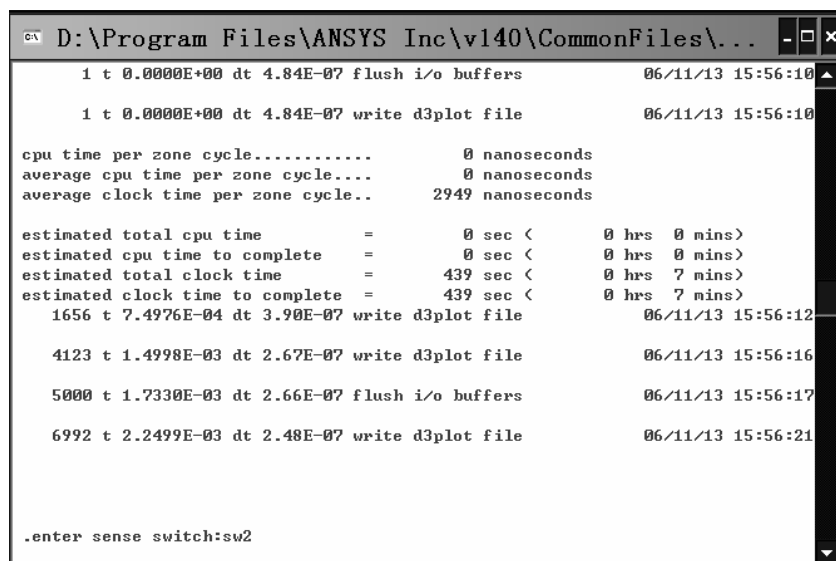 D:\Program Files\ANSYS Inc\v140\CommonFiles\...
1 t 0.0000E+00 dt 4.84E-07 flush i/o buffers 06/11/13 15:56:10
1 t 0.0000E+00 dt 4.84E-07 write d3plot file 06/11/13 15:56:10
cpu time per zone cycle............ 0 nanoseconds
average cpu time per zone cycle.... 0 nanoseconds
average clock time per zone cycle.. 2949 nanoseconds
estimated total cpu time = 0 sec ( 0 hrs 0 mins)
estimated cpu time to complete = 0 sec ( 0 hrs 0 mins)
estimated total clock time = 439 sec ( 0 hrs 7 mins)
estimated clock time to complete = 439 sec ( 0 hrs 7 mins)
1656 t 7.4976E-04 dt 3.90E-07 write d3plot file 06/11/13 15:56:12
4123 t 1.4998E-03 dt 2.67E-07 write d3plot file 06/11/13 15:56:16
5000 t 1.7330E-03 dt 2.66E-07 flush i/o buffers 06/11/13 15:56:17
6992 t 2.2499E-03 dt 2.48E-07 write d3plot file 06/11/13 15:56:21
.enter sense switch:sw2